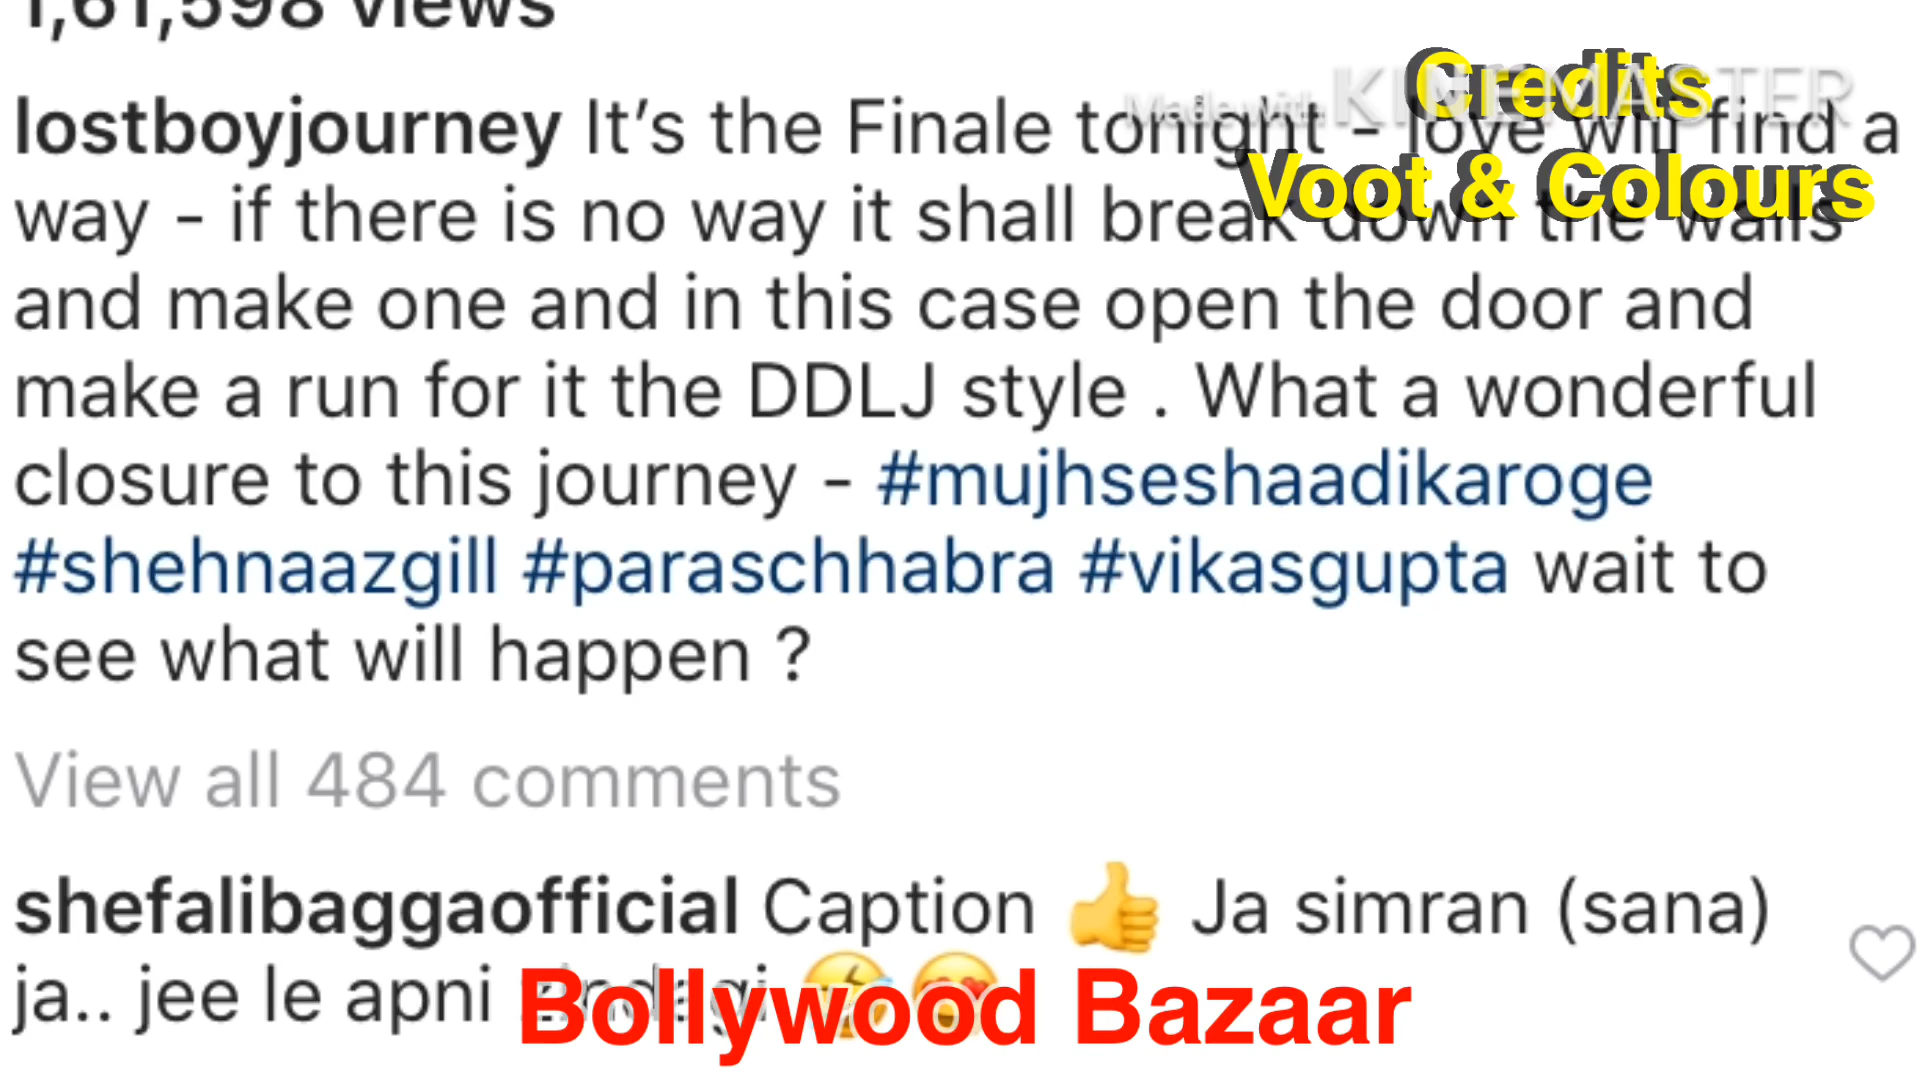 1,61,598 views
Credits
Made with KINEMASTER
lostboyjourney It’s the Finale tonight - love will find a
Voot & Colours
way - if there is no way it shall break down the walls
and make one and in this case open the door and
make a run for it the DDLJ style . What a wonderful
closure to this journey - #mujhseshaadikaroge
#shehnaazgill #paraschhabra #vikasgupta wait to
see what will happen ?
View all 484 comments
shefalibaggaofficial Caption 👍 Ja simran (sana)
ja.. jee le apni zindagi 🤣😍
Bollywood Bazaar